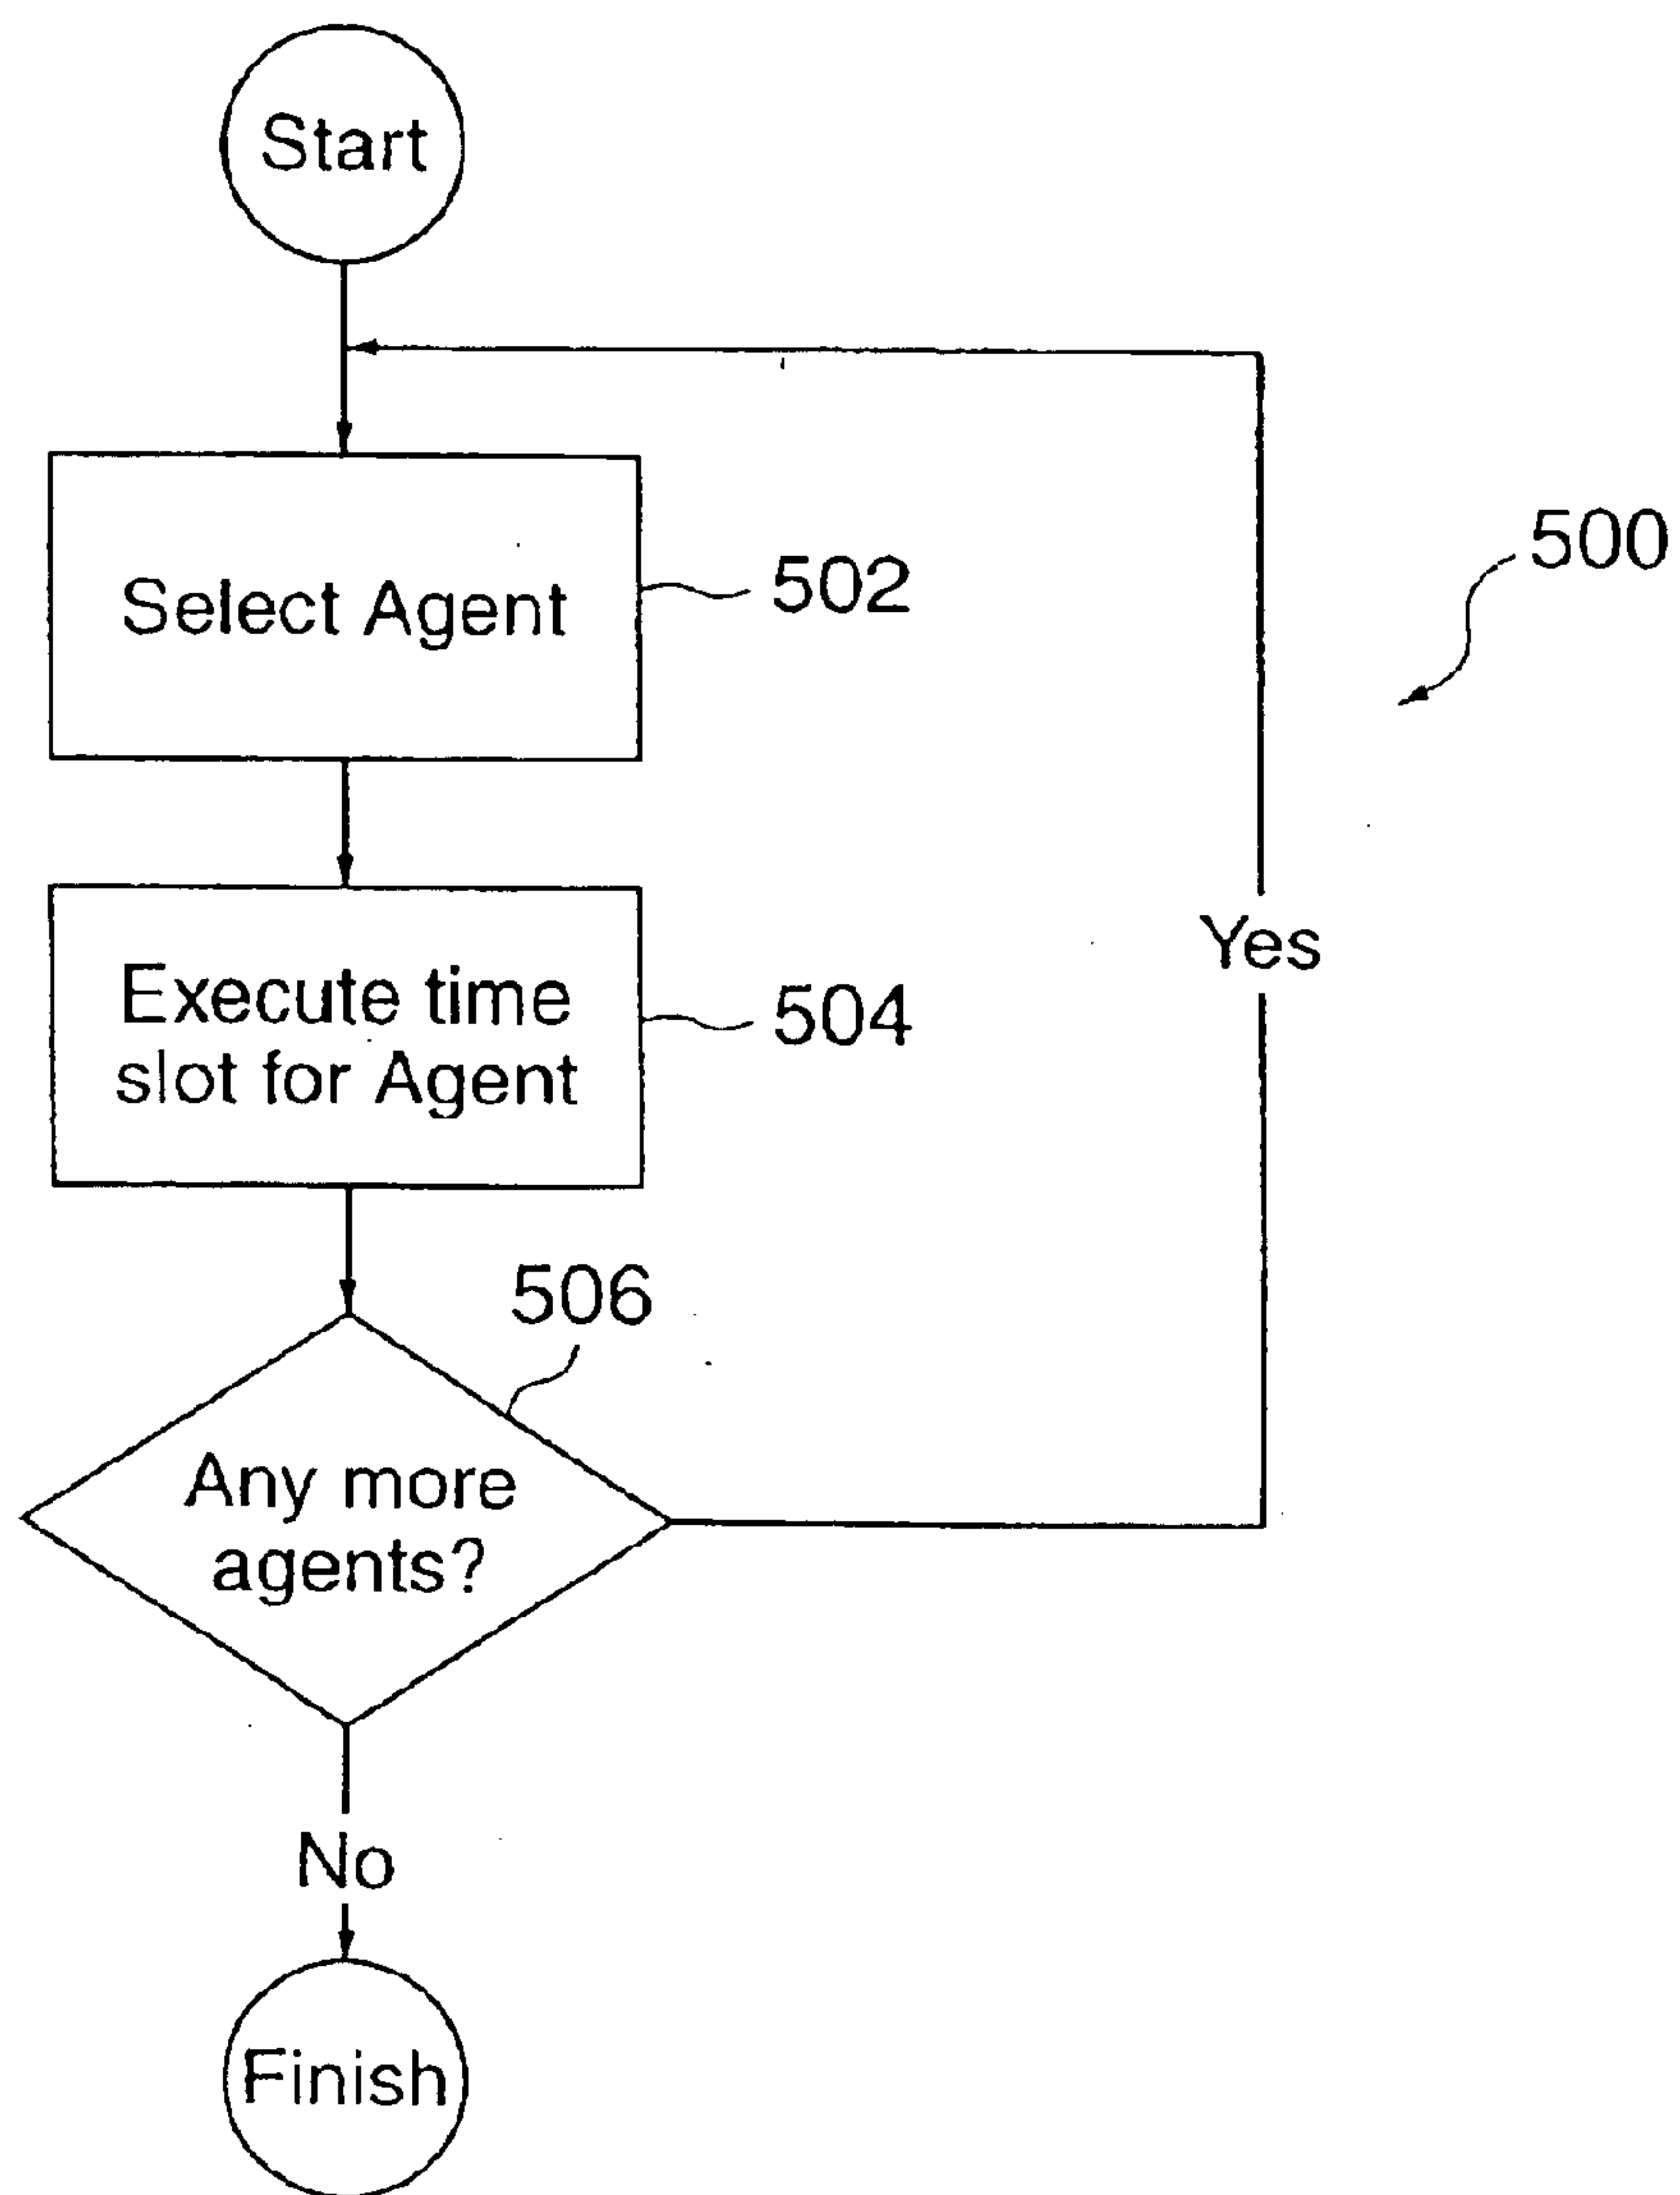 Start
500
Select Agent
502
Yes
Execute time
slot for Agent
504
506
Any more
agents?
No
Finish